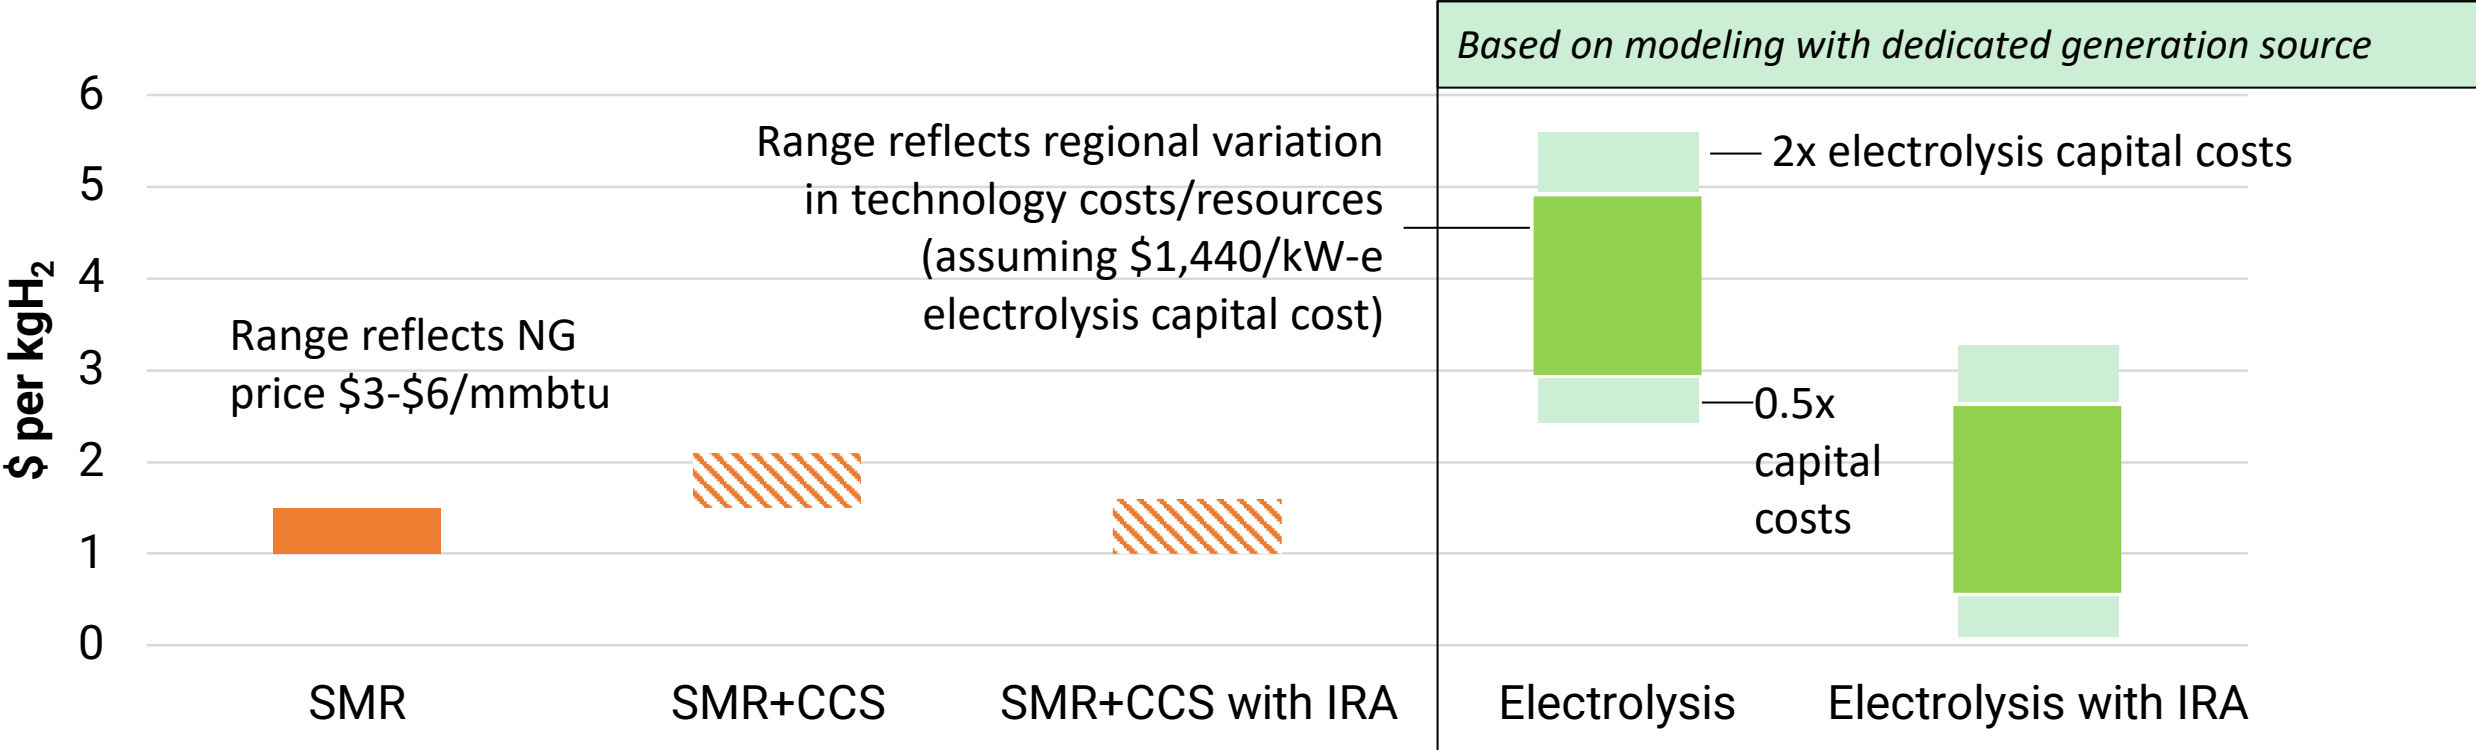 Based on modeling with dedicated generation source
$ per kgH₂
6
5
4
3
2
1
0
Range reflects NG
price $3-$6/mmbtu
Range reflects regional variation
in technology costs/resources
(assuming $1,440/kW-e
electrolysis capital cost)
2x electrolysis capital costs
0.5x
capital
costs
SMR
SMR+CCS
SMR+CCS with IRA
Electrolysis
Electrolysis with IRA